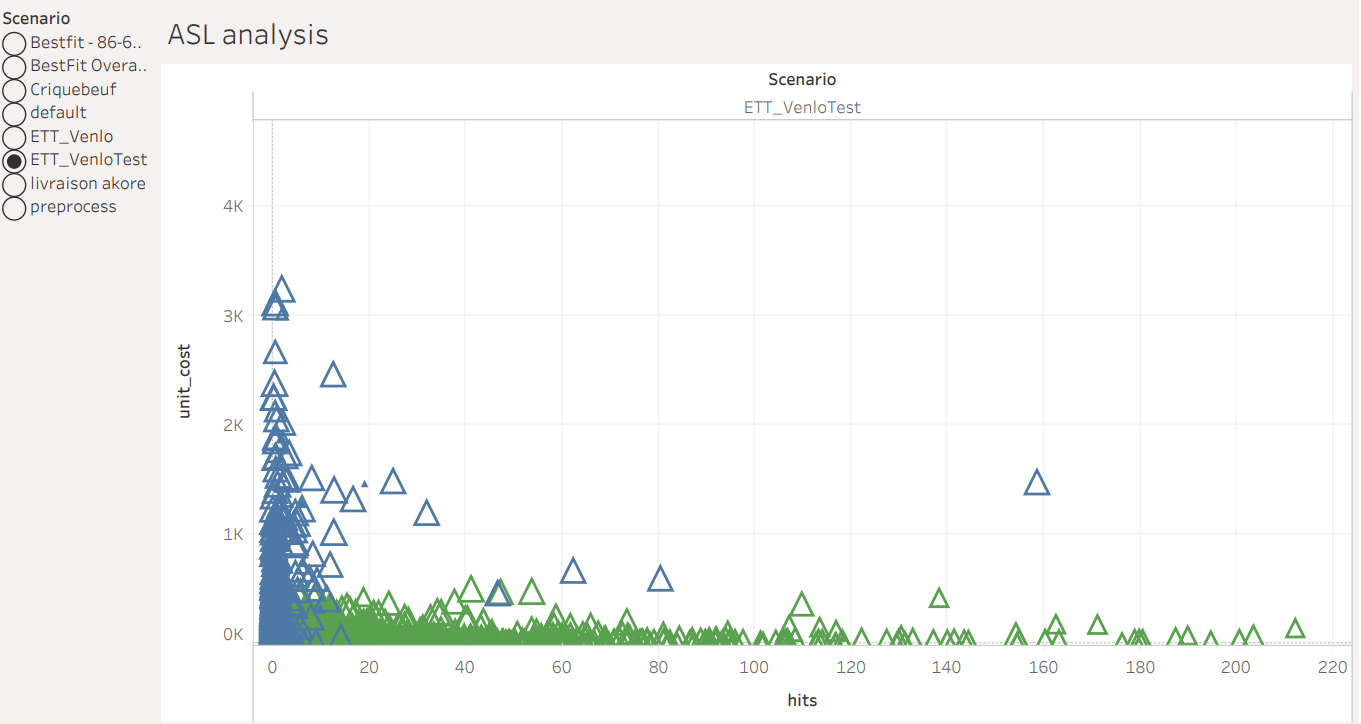 Scenario
Bestfit - 86-6..
BestFit Overa..
Criquebeuf
default
ETT_Venlo
ETT_VenloTest
livraison akore
preprocess
ASL analysis
Scenario
ETT_VenloTest
4K
3K
2K
1K
0K
unit_cost
0 20 40 60 80 100 120 140 160 180 200 220
hits